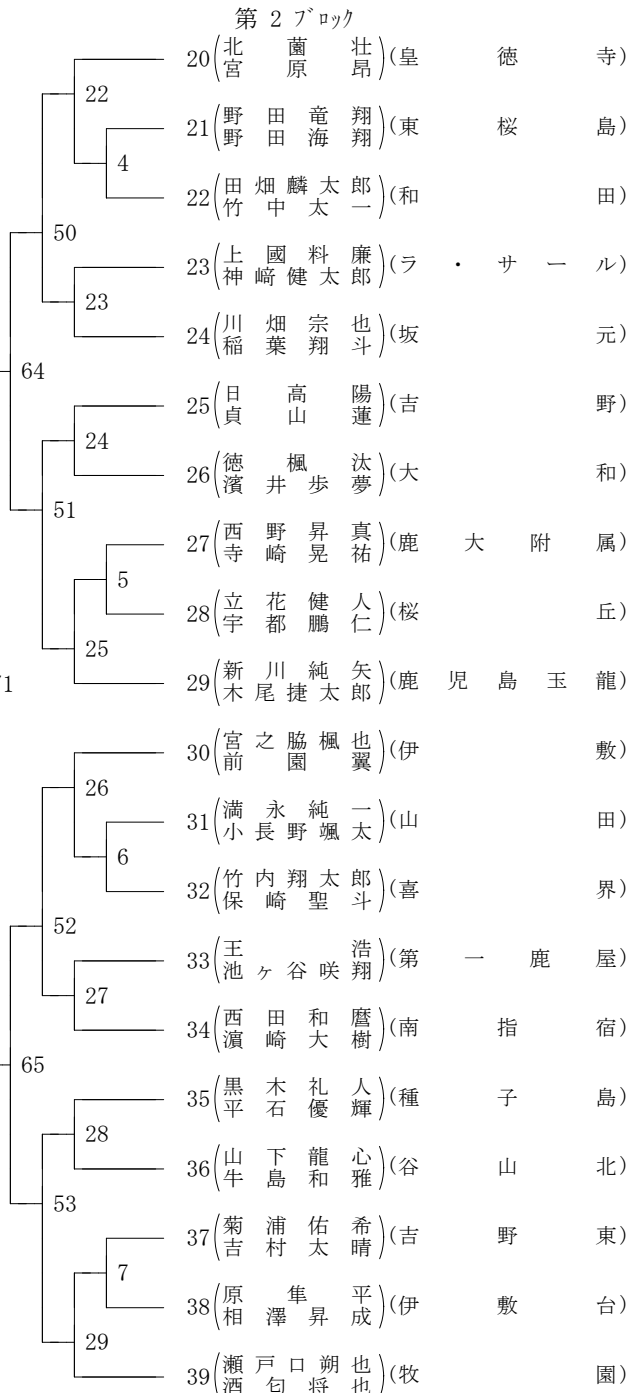 第 2 ブロック
20 (北薗壮 宮原昂) (皇徳寺)
22
21 (野田竜翔 野田海翔) (東桜島)
4
22 (田畑麟太郎 竹中太一) (和田)
50
23 (上國料廉 神﨑健太郎) (ラ・サール)
23
24 (川畑宗也 稲葉翔斗) (坂元)
64
25 (日高陽 貞山蓮) (吉野)
24
26 (徳楓汰 濱井歩夢) (大和)
51
27 (西野昇真 寺崎晃祐) (鹿大附属)
5
28 (立花健人 宇都鵬仁) (桜丘)
25
29 (新川純矢 木尾捷太郎) (鹿児島玉龍)
71
30 (宮之脇楓也 前園翼) (伊敷)
26
31 (満永純一 小長野颯太) (山田)
6
32 (竹内翔太郎 保崎聖斗) (喜界)
52
33 (王浩 池ヶ谷咲翔) (第一鹿屋)
27
34 (西田和麿 濵崎大樹) (南指宿)
65
35 (黒木礼人 平石優輝) (種子島)
28
36 (山下龍心 牛島和雅) (谷山北)
53
37 (菊浦佑希 吉村太晴) (吉野東)
7
38 (原隼平 相澤昇成) (伊敷台)
29
39 (瀬戸口朔也 酒匂将也) (牧園)